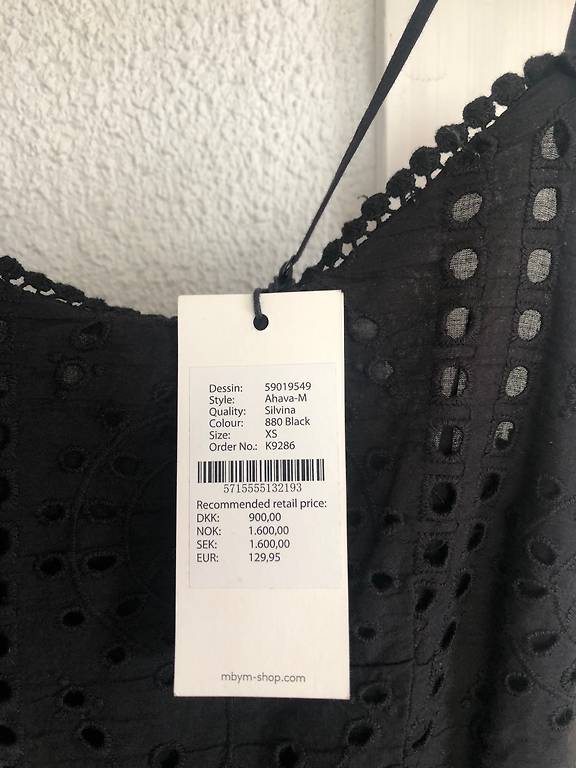 Dessin: 59019549
Style: Ahava-M
Quality: Silvina
Colour: 880 Black
Size: XS
Order No.: K9286
5715555132193
Recommended retail price:
DKK: 900,00
NOK: 1.600,00
SEK: 1.600,00
EUR: 129,95
mbym-shop.com